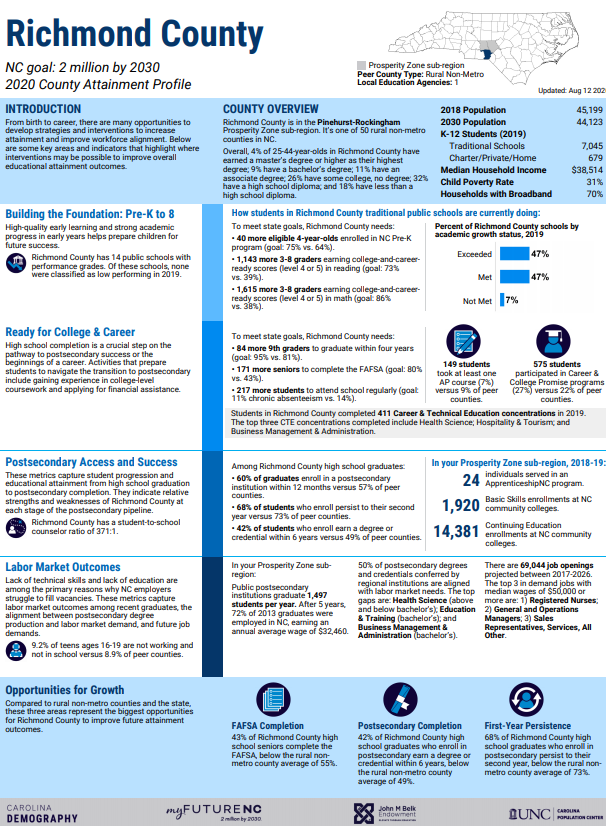 Richmond County
NC goal: 2 million by 2030
2020 County Attainment Profile
Prosperity Zone sub-region
Peer County Type: Rural Non-Metro
Local Education Agencies: 1
Updated: Aug 12 202
INTRODUCTION
From birth to career, there are many opportunities to
develop strategies and interventions to increase
attainment and improve workforce alignment. Below
are some key areas and indicators that highlight where
interventions may be possible to improve overall
educational attainment outcomes.
COUNTY OVERVIEW
Richmond County is in the Pinehurst-Rockingham
Prosperity Zone sub-region. It's one of 50 rural non-metro
counties in NC.
Overall, 4% of 25-44-year-olds in Richmond County have
earned a master's degree or higher as their highest
degree; 9% have a bachelor's degree; 11% have an
associate degree; 26% have some college, no degree; 32%
have a high school diploma; and 18% have less than a
high school diploma.
2018 Population 45,199
2030 Population 44,123
K-12 Students (2019)
Traditional Schools 7,045
Charter/Private/Home 679
Median Household Income $38,514
Child Poverty Rate 31%
Households with Broadband 70%
Building the Foundation: Pre-K to 8
High-quality early learning and strong academic
progress in early years helps prepare children for
future success.
Richmond County has 14 public schools with
performance grades. Of these schools, none
were classified as low performing in 2019.
How students in Richmond County traditional public schools are currently doing:
To meet state goals, Richmond County needs:
• 40 more eligible 4-year-olds enrolled in NC Pre-K
program (goal: 75% vs. 64%).
• 1,143 more 3-8 graders earning college-and-career-
ready scores (level 4 or 5) in reading (goal: 73%
vs. 39%).
• 1,615 more 3-8 graders earning college-and-career-
ready scores (level 4 or 5) in math (goal: 86%
vs. 38%).
Percent of Richmond County schools by
academic growth status, 2019
Exceeded 47%
Met 47%
Not Met 7%
Ready for College & Career
High school completion is a crucial step on the
pathway to postsecondary success or the
beginnings of a career. Activities that prepare
students to navigate the transition to postsecondary
include gaining experience in college-level
coursework and applying for financial assistance.
To meet state goals, Richmond County needs:
• 84 more 9th graders to graduate within four years
(goal: 95% vs. 81%).
• 171 more seniors to complete the FAFSA (goal: 80%
vs. 43%).
• 217 more students to attend school regularly (goal:
11% chronic absenteeism vs. 14%).
149 students
took at least one
AP course (7%)
versus 9% of peer
counties.
575 students
participated in Career &
College Promise programs
(27%) versus 22% of peer
counties.
Students in Richmond County completed 411 Career & Technical Education concentrations in 2019.
The top three CTE concentrations completed include Health Science; Hospitality & Tourism; and
Business Management & Administration.
Postsecondary Access and Success
These metrics capture student progression and
educational attainment from high school graduation
to postsecondary completion. They indicate relative
strengths and weaknesses of Richmond County at
each stage of the postsecondary pipeline.
Richmond County has a student-to-school
counselor ratio of 371:1.
Among Richmond County high school graduates:
• 60% of graduates enroll in a postsecondary
institution within 12 months versus 57% of peer
counties.
• 68% of students who enroll persist to their second
year versus 73% of peer counties.
• 42% of students who enroll earn a degree or
credential within 6 years versus 49% of peer counties.
In your Prosperity Zone sub-region, 2018-19:
24 individuals served in an
ApprenticeshipNC program.
1,920 Basic Skills enrollments at NC
community colleges.
14,381 Continuing Education
enrollments at NC community
colleges.
Labor Market Outcomes
Lack of technical skills and lack of education are
among the primary reasons why NC employers
struggle to fill vacancies. These metrics capture
labor market outcomes among recent graduates, the
alignment between postsecondary degree
production and labor market demand, and future job
demands.
9.2% of teens ages 16-19 are not working and
not in school versus 8.9% of peer counties.
In your Prosperity Zone sub-
region:
Public postsecondary
institutions graduate 1,497
students per year. After 5 years,
72% of 2013 graduates were
employed in NC, earning an
annual average wage of $32,460.
50% of postsecondary degrees
and credentials conferred by
regional institutions are aligned
with labor market needs. The top
gaps are: Health Science (above
and below bachelor's); Education
& Training (bachelor's); and
Business Management &
Administration (bachelor's).
There are 69,044 job openings
projected between 2017-2026.
The top 3 in demand jobs with
median wages of $50,000 or
more are: 1) Registered Nurses;
2) General and Operations
Managers; 3) Sales
Representatives, Services, All
Other.
Opportunities for Growth
Compared to rural non-metro counties and the state,
these three areas represent the biggest opportunities
for Richmond County to improve future attainment
outcomes.
FAFSA Completion
43% of Richmond County high
school seniors complete the
FAFSA, below the rural non-
metro county average of 55%.
Postsecondary Completion
42% of Richmond County high
school graduates who enroll in
postsecondary earn a degree or
credential within 6 years, below
the rural non-metro county
average of 49%.
First-Year Persistence
68% of Richmond County high
school graduates who enroll in
postsecondary persist to their
second year, below the rural non-
metro county average of 73%.
CAROLINA
DEMOGRAPHY
myFUTURENC
2 million by 2030.
John M Belk
Endowment
UNC
CAROLINA
POPULATION CENTER